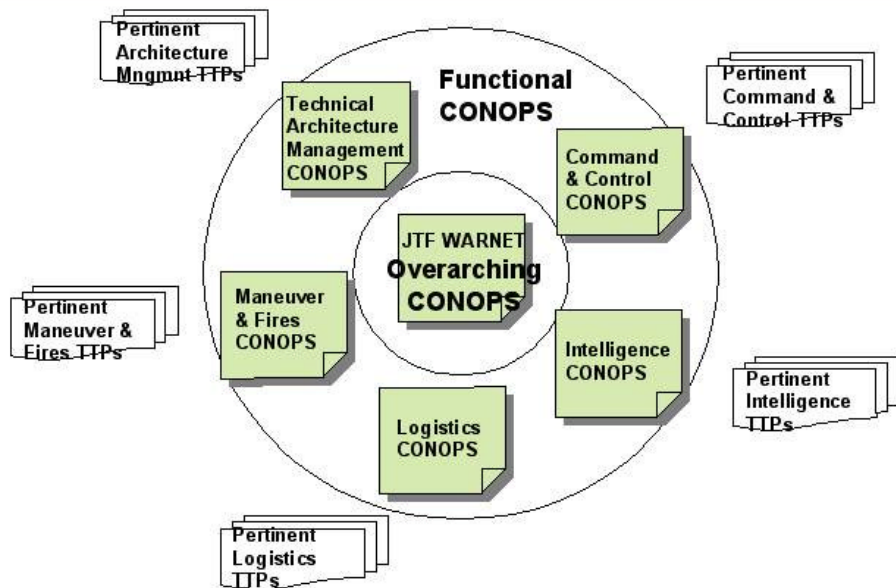 Pertinent
Architecture
Mngmnt TTPs
Functional
CONOPS
Pertinent
Command &
Control TTPs
Technical
Architecture
Management
CONOPS
Command
& Control
CONOPS
JTF WARNET
Overarching
CONOPS
Maneuver
& Fires
CONOPS
Pertinent
Maneuver &
Fires TTPs
Intelligence
CONOPS
Pertinent
Intelligence
TTPs
Logistics
CONOPS
Pertinent
Logistics
TTPs